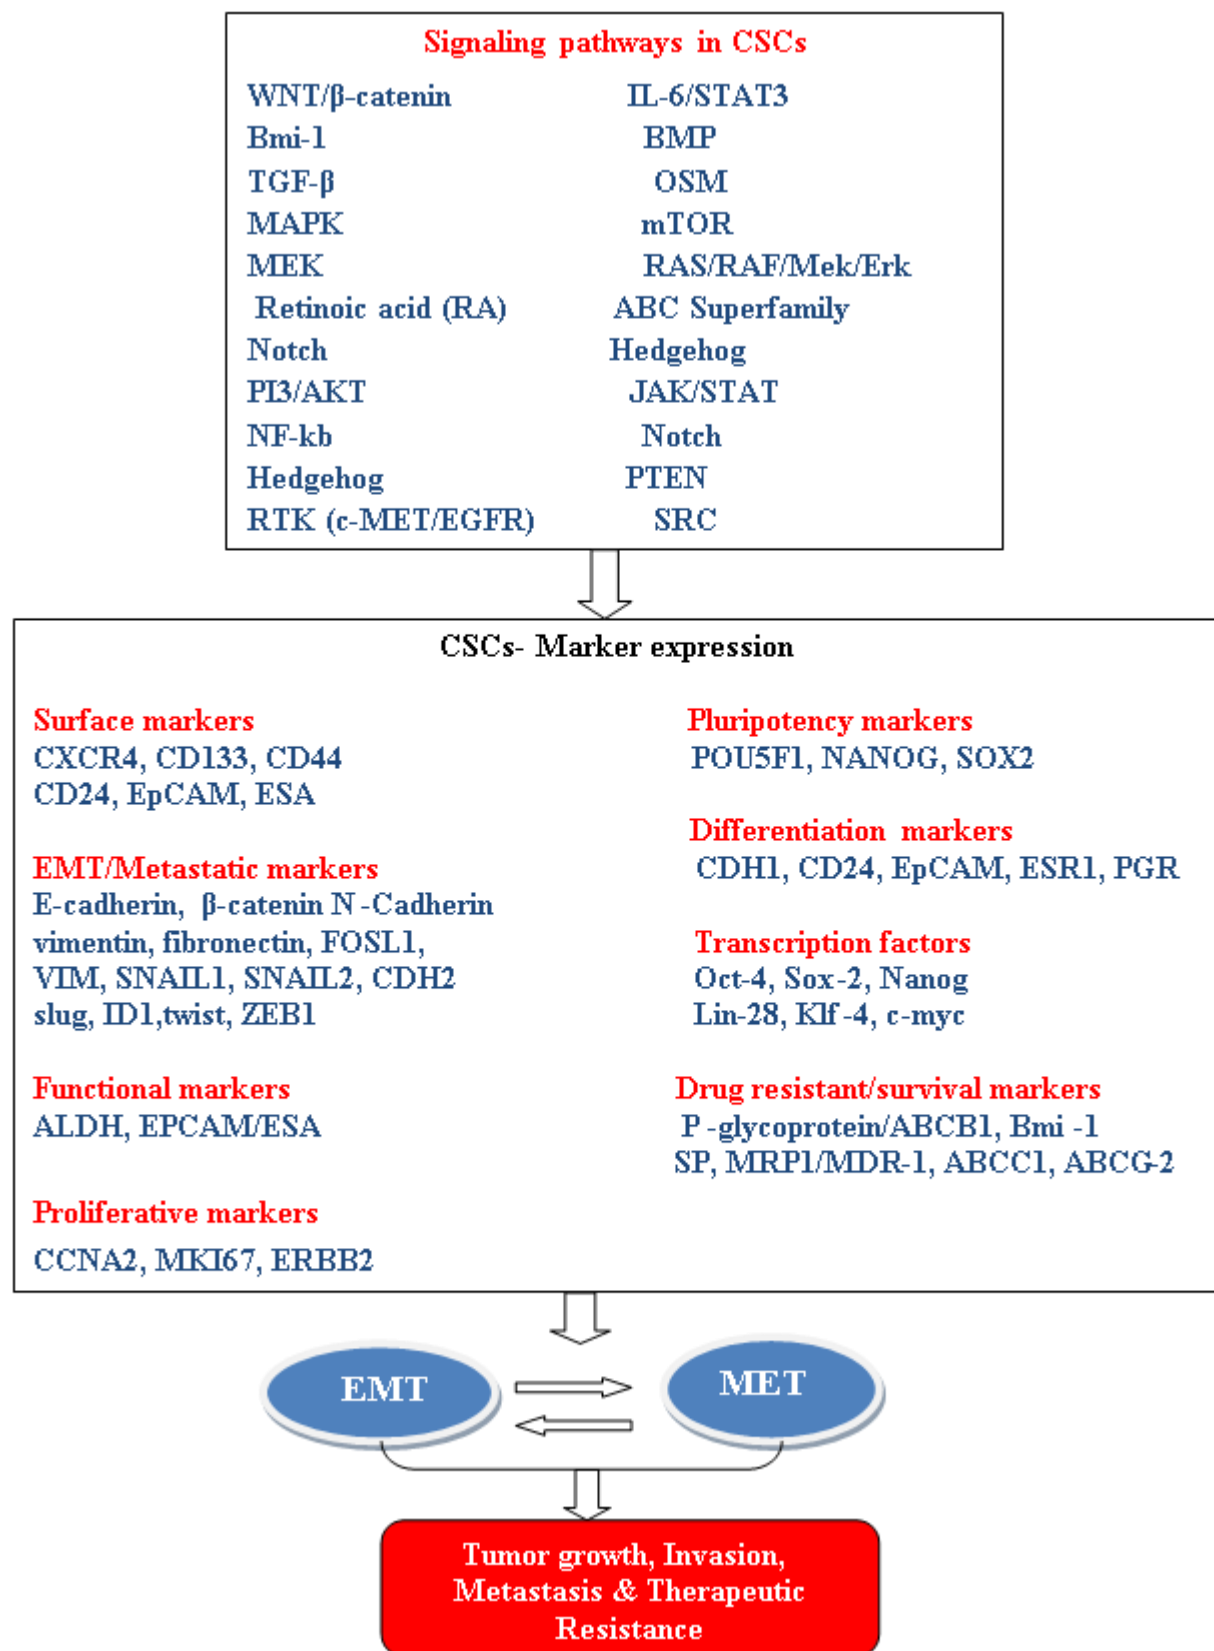 Signaling pathways in CSCs
WNT/β-catenin IL-6/STAT3
Bmi-1 BMP
TGF-β OSM
MAPK mTOR
MEK RAS/RAF/Mek/Erk
Retinoic acid (RA) ABC Superfamily
Notch Hedgehog
PI3/AKT JAK/STAT
NF-kb Notch
Hedgehog PTEN
RTK (c-MET/EGFR) SRC
CSCs- Marker expression
Surface markers
CXCR4, CD133, CD44
CD24, EpCAM, ESA
EMT/Metastatic markers
E-cadherin, β-catenin N -Cadherin
vimentin, fibronectin, FOSL1,
VIM, SNAIL1, SNAIL2, CDH2
slug, ID1,twist, ZEB1
Functional markers
ALDH, EPCAM/ESA
Proliferative markers
CCNA2, MKI67, ERBB2
Pluripotency markers
POU5F1, NANOG, SOX2
Differentiation markers
CDH1, CD24, EpCAM, ESR1, PGR
Transcription factors
Oct-4, Sox-2, Nanog
Lin-28, Klf -4, c-myc
Drug resistant/survival markers
P -glycoprotein/ABCB1, Bmi -1
SP, MRP1/MDR-1, ABCC1, ABCG-2
EMT
MET
Tumor growth, Invasion,
Metastasis & Therapeutic
Resistance